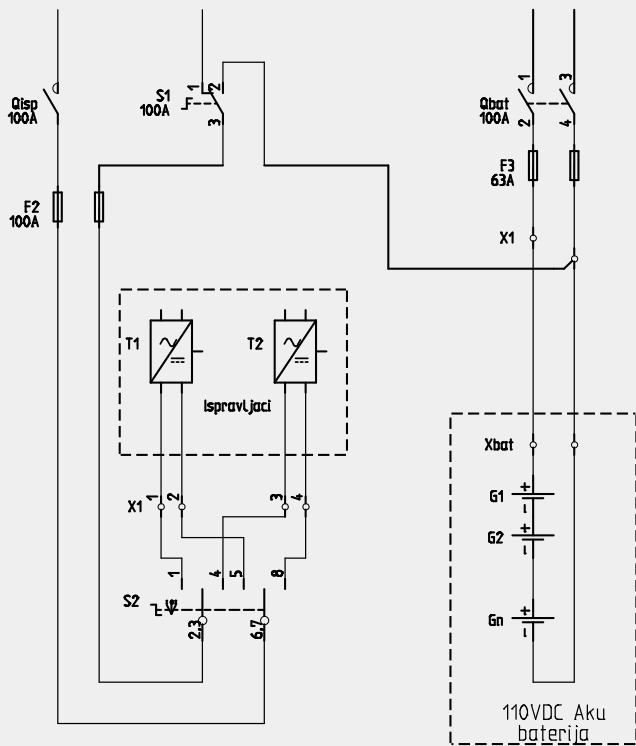 1
2
S1
100A
3
Qisp
100A
1
3
Qbat
100A
2
4
F3
63A
F2
100A
X1
T1
T2
Ispravljaci
Xbat
X1
1
2
3
4
G1
+
-
G2
+
-
1
4
5
8
S2
2,3
6,7
Gn
+
-
110VDC Aku
baterija